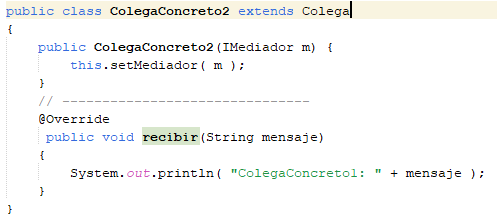 public class ColegaConcreto2 extends Colega
{
    public ColegaConcreto2(IMediador m) {
        this.setMediador( m );
    }
    // -------------------------------
    @Override
     public void recibir(String mensaje)
    {
        System.out.println( "ColegaConcreto1: " + mensaje );
    }
}